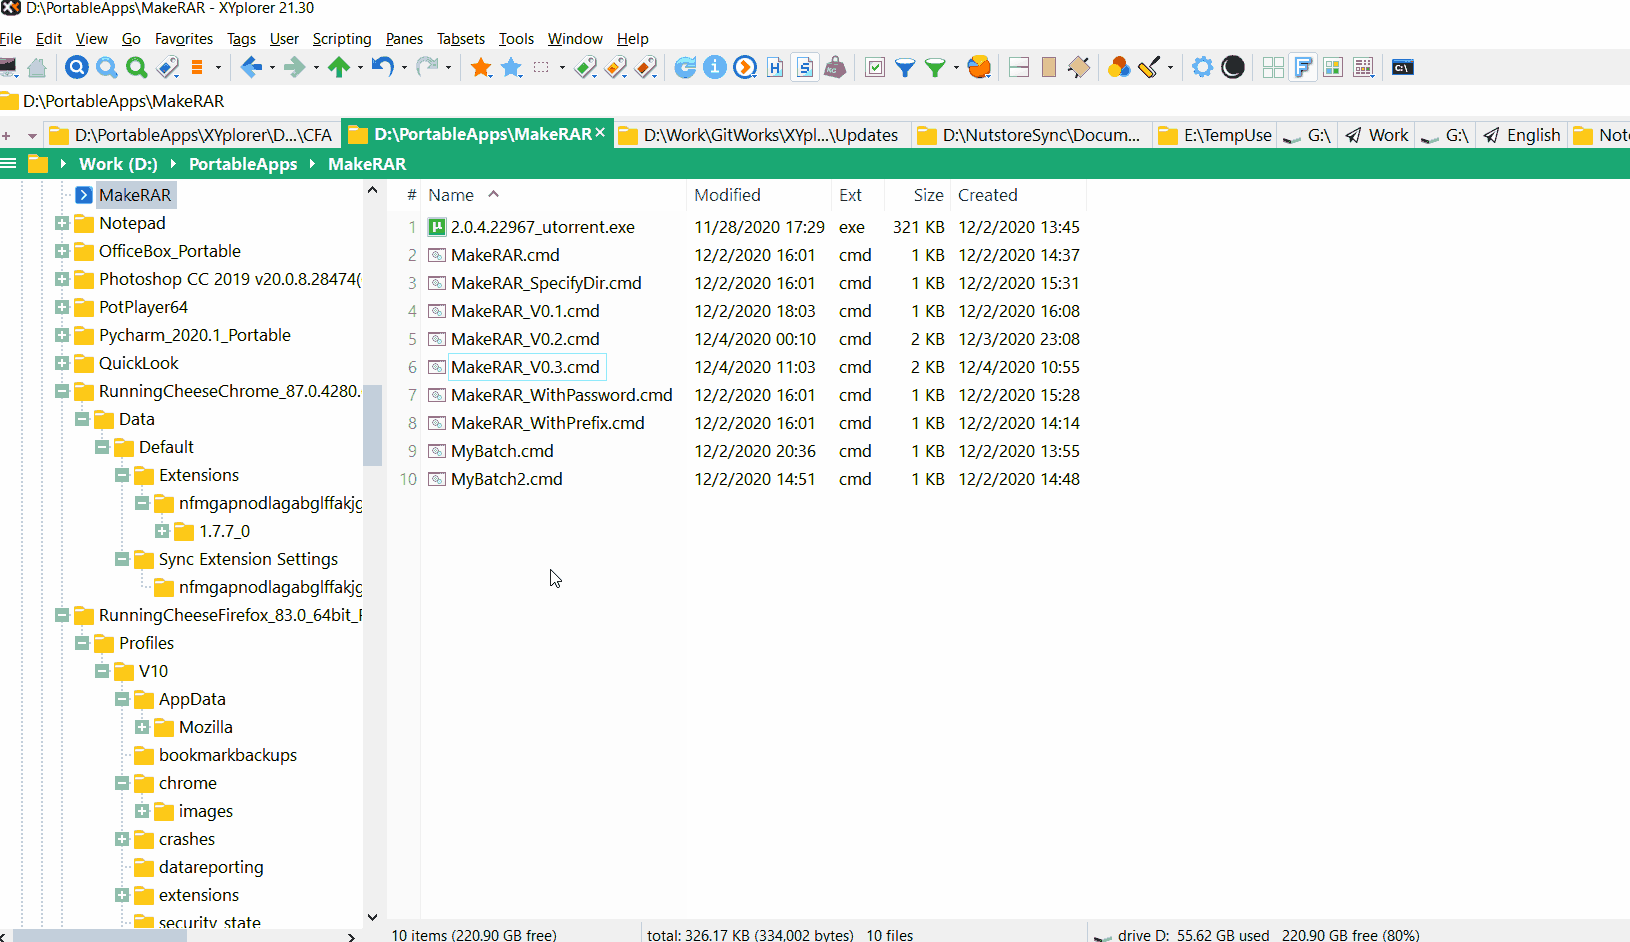 D:\PortableApps\MakeRAR - XYplorer 21.30
File Edit View Go Favorites Tags User Scripting Panes Tabsets Tools Window Help
D:\PortableApps\MakeRAR
D:\PortableApps\XYplorer\D...\CFA D:\PortableApps\MakeRAR D:\Work\GitWorks\XYpl...\Updates D:\NutstoreSync\Docum... E:\TempUse G:\ Work G:\ English Note
Work (D:) PortableApps MakeRAR
MakeRAR
Notepad
OfficeBox_Portable
Photoshop CC 2019 v20.0.8.28474(
PotPlayer64
Pycharm_2020.1_Portable
QuickLook
RunningCheeseChrome_87.0.4280.
Data
Default
Extensions
nfmgapnodlagabglffakjg
1.7.7_0
Sync Extension Settings
nfmgapnodlagabglffakjg
RunningCheeseFirefox_83.0_64bit_
Profiles
V10
AppData
Mozilla
bookmarkbackups
chrome
images
crashes
datareporting
extensions
security_state
# Name Modified Ext Size Created
1 2.0.4.22967_utorrent.exe 11/28/2020 17:29 exe 321 KB 12/2/2020 13:45
2 MakeRAR.cmd 12/2/2020 16:01 cmd 1 KB 12/2/2020 14:37
3 MakeRAR_SpecifyDir.cmd 12/2/2020 16:01 cmd 1 KB 12/2/2020 15:31
4 MakeRAR_V0.1.cmd 12/2/2020 18:03 cmd 1 KB 12/2/2020 16:08
5 MakeRAR_V0.2.cmd 12/4/2020 00:10 cmd 2 KB 12/3/2020 23:08
6 MakeRAR_V0.3.cmd 12/4/2020 11:03 cmd 2 KB 12/4/2020 10:55
7 MakeRAR_WithPassword.cmd 12/2/2020 16:01 cmd 1 KB 12/2/2020 15:28
8 MakeRAR_WithPrefix.cmd 12/2/2020 16:01 cmd 1 KB 12/2/2020 14:14
9 MyBatch.cmd 12/2/2020 20:36 cmd 1 KB 12/2/2020 13:55
10 MyBatch2.cmd 12/2/2020 14:51 cmd 1 KB 12/2/2020 14:48
10 items (220.90 GB free) total: 326.17 KB (334,002 bytes) 10 files drive D: 55.62 GB used 220.90 GB free (80%)